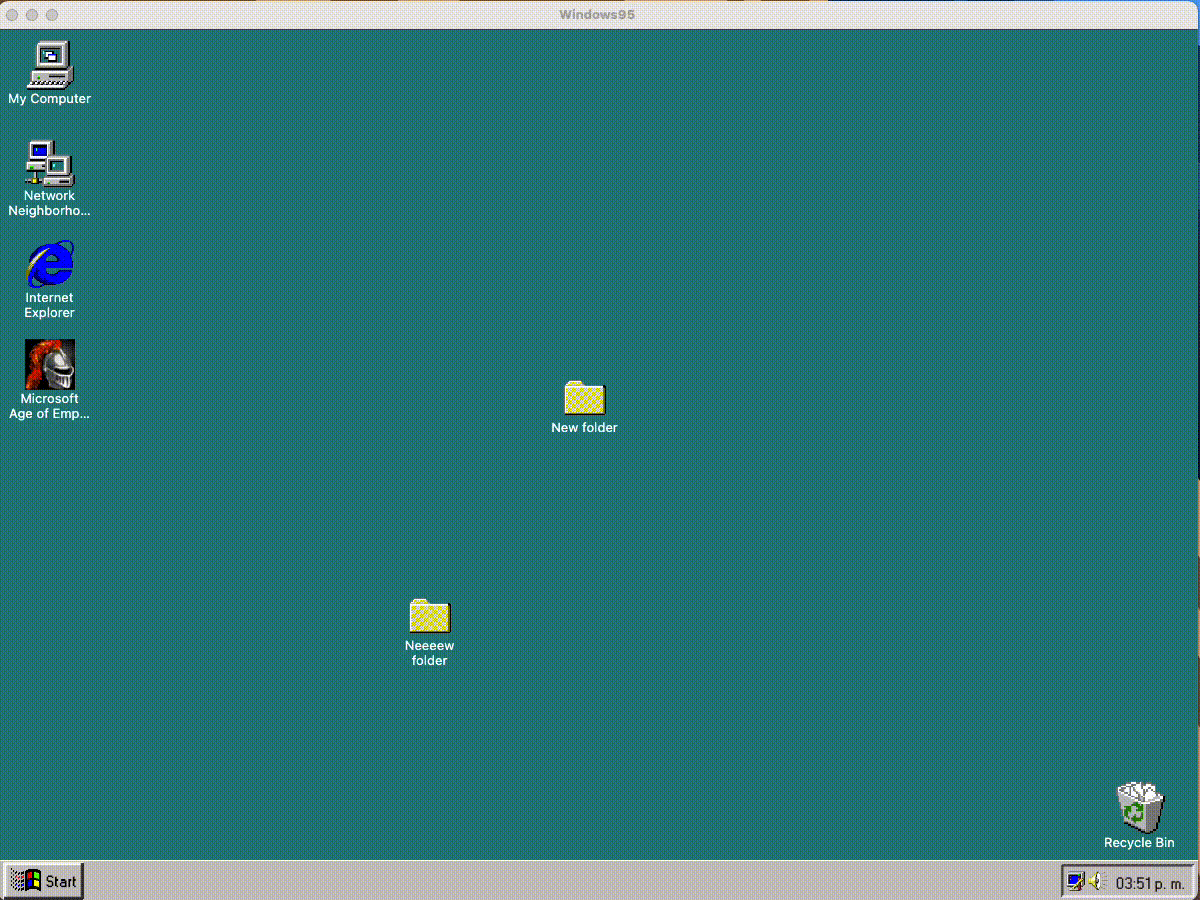 Windows95
My Computer
Network
Neighborho...
Internet
Explorer
Microsoft
Age of Emp...
New folder
Neeeew
folder
Recycle Bin
Start
03:51 p. m.